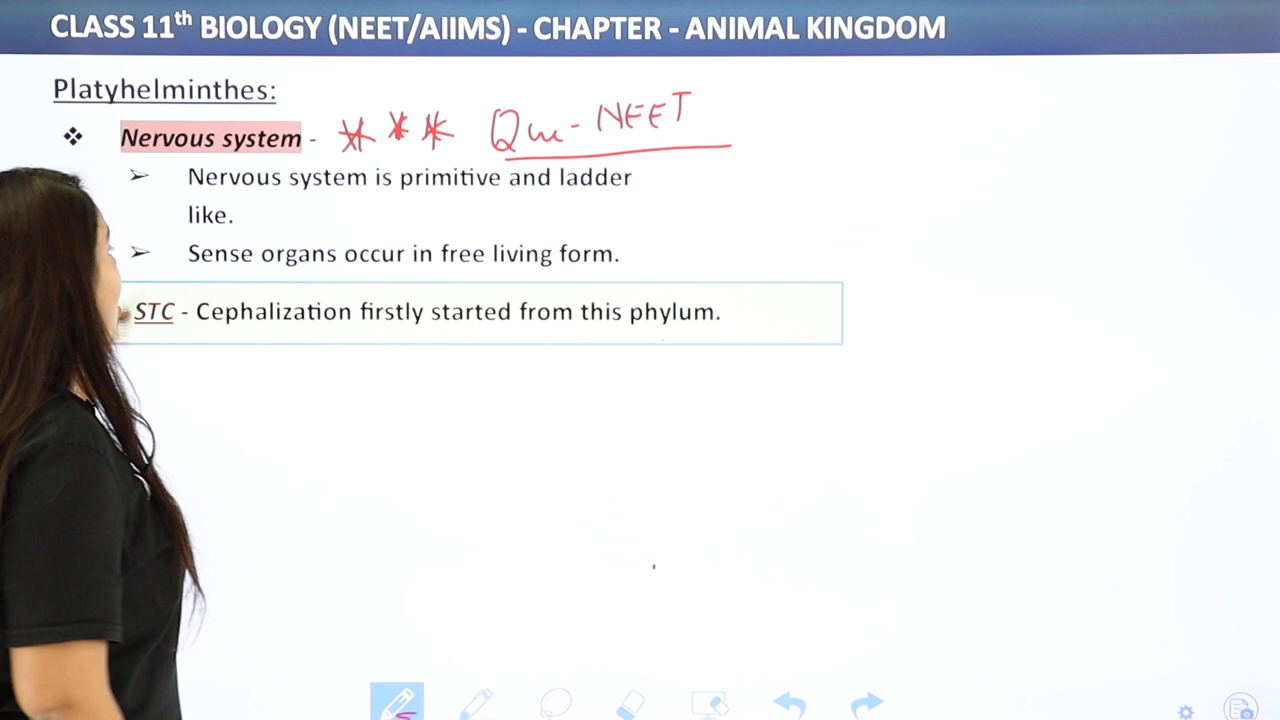 CLASS 11th BIOLOGY (NEET/AIIMS) - CHAPTER - ANIMAL KINGDOM
Platyhelminthes:
❖ Nervous system - *** Que - NEET
➢ Nervous system is primitive and ladder
like.
➢ Sense organs occur in free living form.
STC - Cephalization firstly started from this phylum.